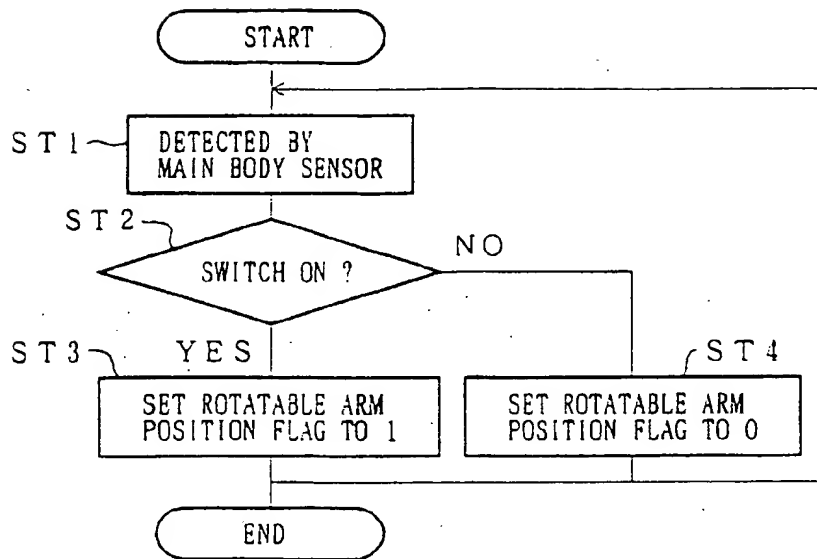 START
ST1
DETECTED BY
MAIN BODY SENSOR
ST2
SWITCH ON ?
NO
ST3
YES
ST4
SET ROTATABLE ARM
POSITION FLAG TO 1
SET ROTATABLE ARM
POSITION FLAG TO 0
END